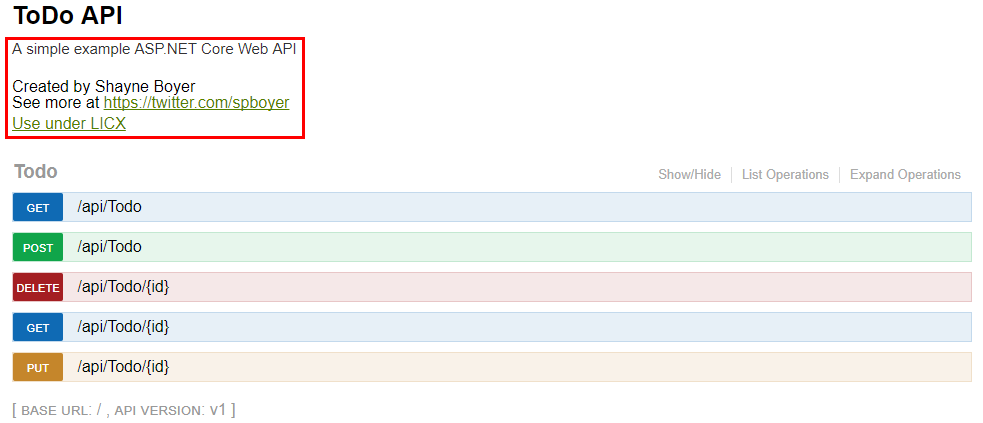 ToDo API
A simple example ASP.NET Core Web API
Created by Shayne Boyer
See more at https://twitter.com/spboyer
Use under LICX
Todo Show/Hide List Operations Expand Operations
GET /api/Todo
POST /api/Todo
DELETE /api/Todo/{id}
GET /api/Todo/{id}
PUT /api/Todo/{id}
[ BASE URL: / , API VERSION: v1 ]